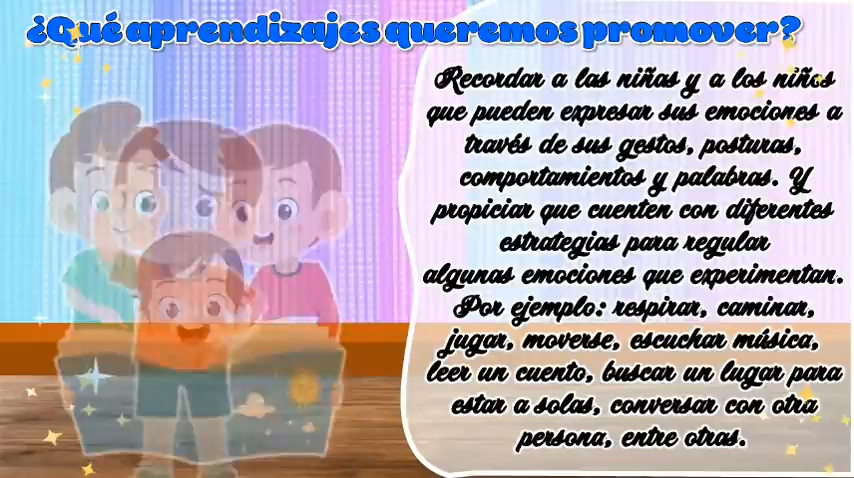 ¿Qué aprendizajes queremos promover?
Recordar a las niñas y a los niños
que pueden expresar sus emociones a
través de sus gestos, posturas,
comportamientos y palabras. Y
propiciar que cuenten con diferentes
estrategias para regular
algunas emociones que experimentan.
Por ejemplo: respirar, caminar,
jugar, moverse, escuchar música,
leer un cuento, buscar un lugar para
estar a solas, conversar con otra
persona, entre otras.